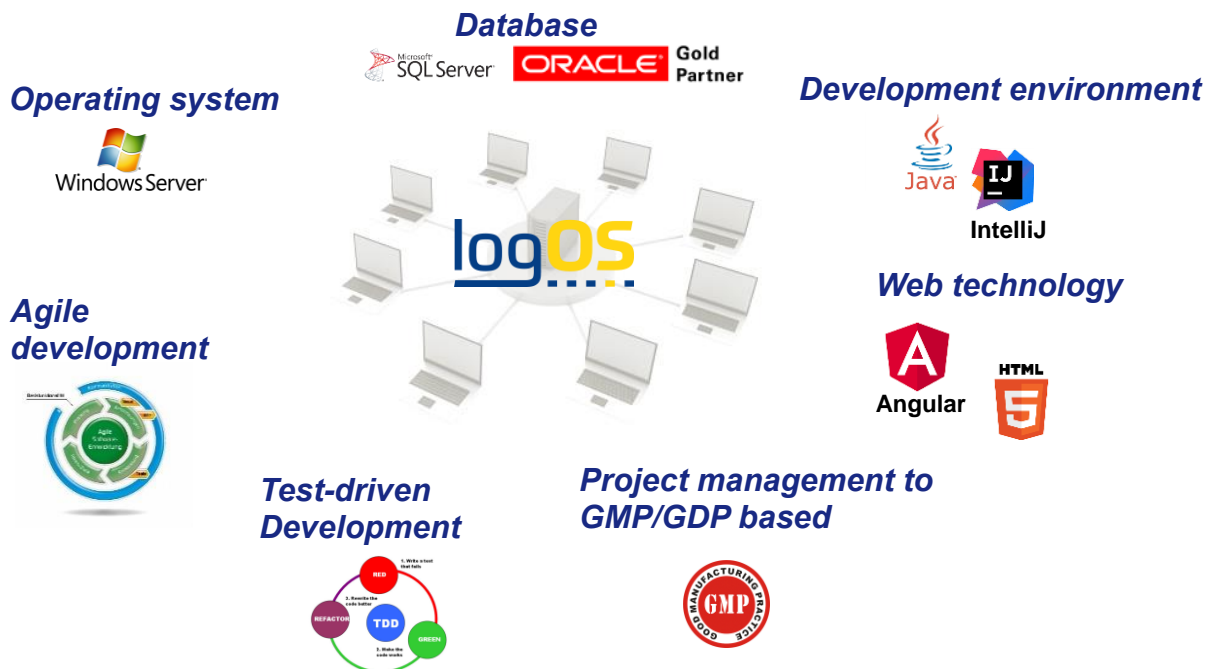 Database
Microsoft
SQL Server
ORACLE
Gold
Partner
Operating system
Windows Server
Development environment
Java
IJ
IntelliJ
logOS
Web technology
Angular
HTML
5
Agile
development
Agile
Software-
Entwicklung
Test-driven
Development
1. Write a test
that fails
RED
3. Rewrite the
code better
REFACTOR
TDD
GREEN
2. Make the
code works
Project management to
GMP/GDP based
GOOD MANUFACTURING PRACTICE
GMP